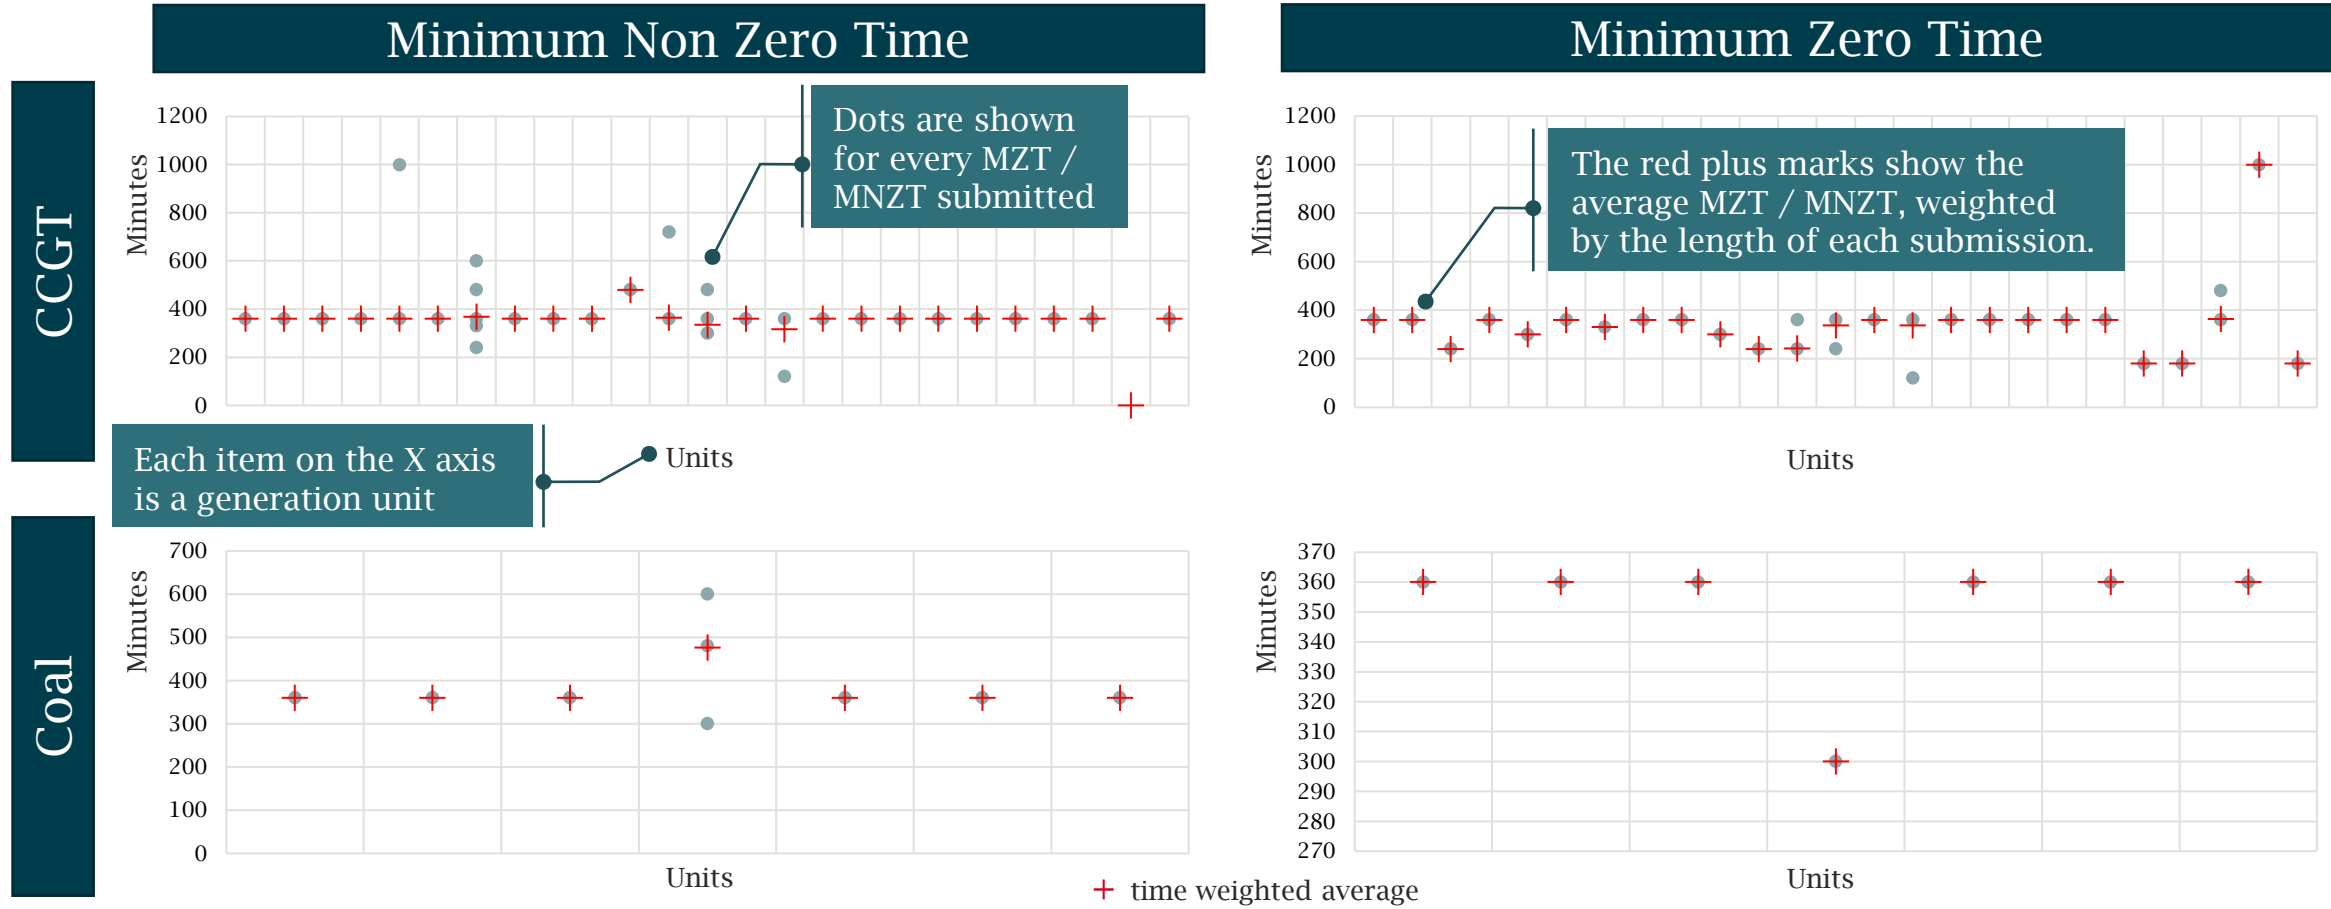 Minimum Non Zero Time
Minimum Zero Time
CCGT
Minutes
1200
1000
800
600
400
200
0
Dots are shown
for every MZT /
MNZT submitted
Units
Each item on the X axis
is a generation unit
Minutes
1200
1000
800
600
400
200
0
The red plus marks show the
average MZT / MNZT, weighted
by the length of each submission.
Units
Coal
Minutes
700
600
500
400
300
200
100
0
Units
Minutes
370
360
350
340
330
320
310
300
290
280
270
Units
time weighted average